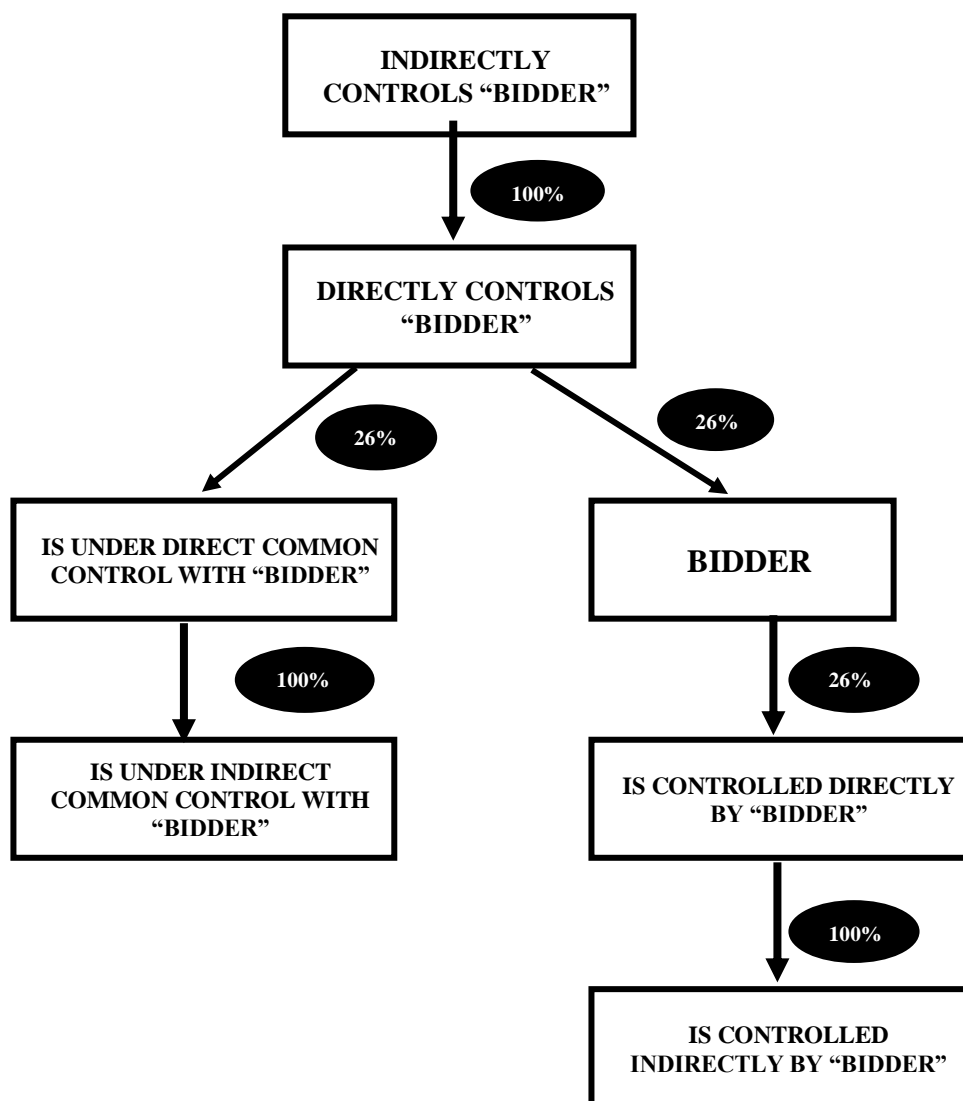 INDIRECTLY
CONTROLS “BIDDER”
100%
DIRECTLY CONTROLS
“BIDDER”
26%
26%
IS UNDER DIRECT COMMON
CONTROL WITH “BIDDER”
BIDDER
100%
26%
IS UNDER INDIRECT
COMMON CONTROL WITH
“BIDDER”
IS CONTROLLED DIRECTLY
BY “BIDDER”
100%
IS CONTROLLED
INDIRECTLY BY “BIDDER”